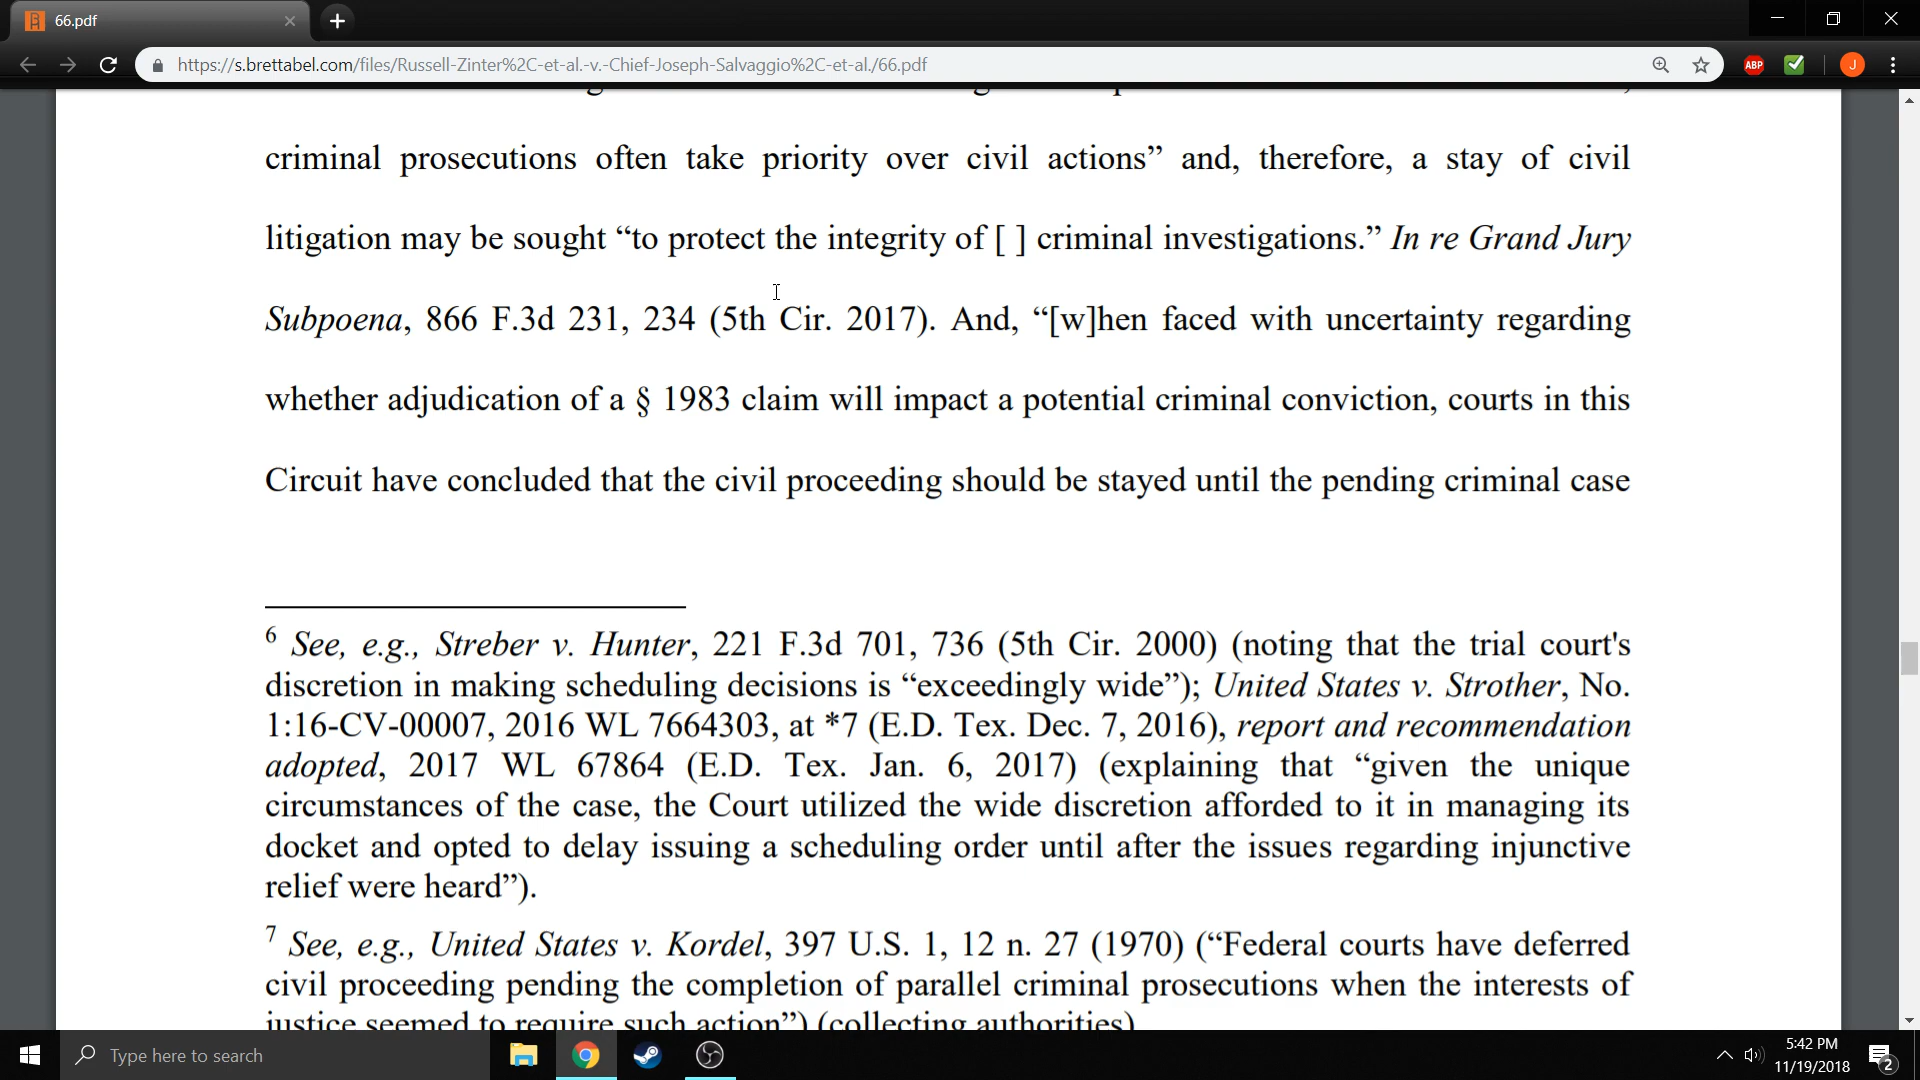 66.pdf
https://s.brettabel.com/files/Russell-Zinter%2C-et-al.-v.-Chief-Joseph-Salvaggio%2C-et-al./66.pdf
ABP
J
criminal prosecutions often take priority over civil actions” and, therefore, a stay of civil
litigation may be sought “to protect the integrity of [ ] criminal investigations.” In re Grand Jury
Subpoena, 866 F.3d 231, 234 (5th Cir. 2017). And, “[w]hen faced with uncertainty regarding
whether adjudication of a § 1983 claim will impact a potential criminal conviction, courts in this
Circuit have concluded that the civil proceeding should be stayed until the pending criminal case
6 See, e.g., Streber v. Hunter, 221 F.3d 701, 736 (5th Cir. 2000) (noting that the trial court's
discretion in making scheduling decisions is “exceedingly wide”); United States v. Strother, No.
1:16-CV-00007, 2016 WL 7664303, at *7 (E.D. Tex. Dec. 7, 2016), report and recommendation
adopted, 2017 WL 67864 (E.D. Tex. Jan. 6, 2017) (explaining that “given the unique
circumstances of the case, the Court utilized the wide discretion afforded to it in managing its
docket and opted to delay issuing a scheduling order until after the issues regarding injunctive
relief were heard”).
7 See, e.g., United States v. Kordel, 397 U.S. 1, 12 n. 27 (1970) (“Federal courts have deferred
civil proceeding pending the completion of parallel criminal prosecutions when the interests of
justice seemed to require such action”) (collecting authorities)
Type here to search
5:42 PM
11/19/2018
2